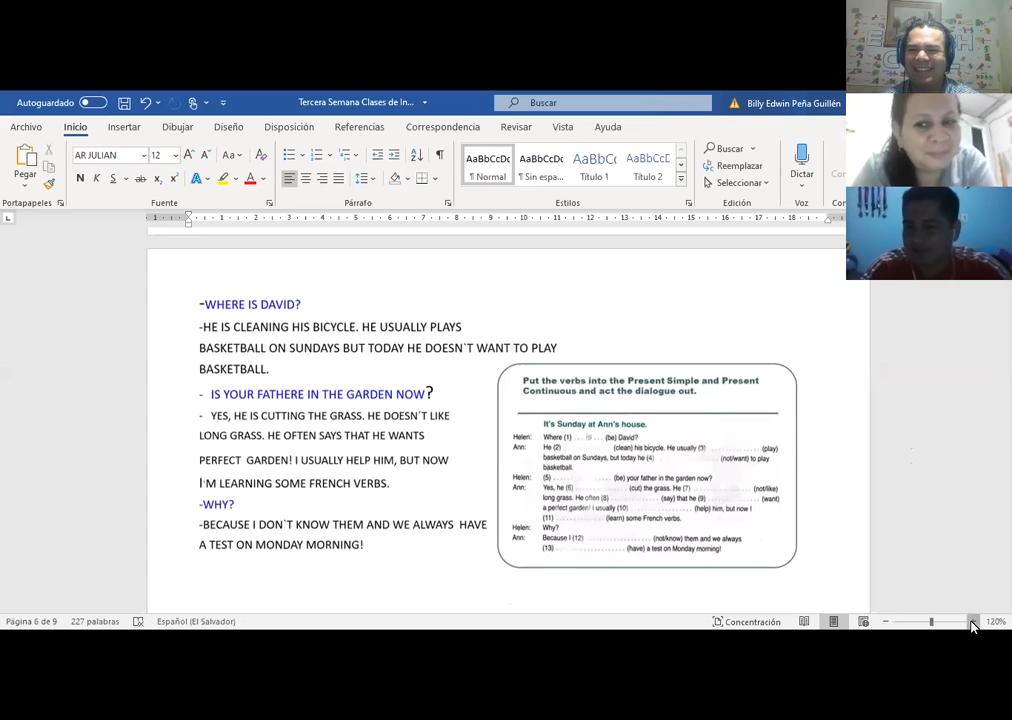 Autoguardado
Tercera Semana Clases de In...
Buscar
Billy Edwin Peña Guillén
Archivo Inicio Insertar Dibujar Diseño Disposición Referencias Correspondencia Revisar Vista Ayuda
Pegar
AR JULIAN 12
N K S ab x₂ x²
AaBbCcDc AaBbCcDc AaBbCc AaBbCcD
¶ Normal ¶ Sin espa... Título 1 Título 2
Buscar
Reemplazar
Seleccionar
Dictar
Portapapeles Fuente Párrafo Estilos Edición Voz
-WHERE IS DAVID?
-HE IS CLEANING HIS BICYCLE. HE USUALLY PLAYS
BASKETBALL ON SUNDAYS BUT TODAY HE DOESN`T WANT TO PLAY
BASKETBALL.
- IS YOUR FATHERE IN THE GARDEN NOW?
- YES, HE IS CUTTING THE GRASS. HE DOESN´T LIKE
LONG GRASS. HE OFTEN SAYS THAT HE WANTS
PERFECT GARDEN! I USUALLY HELP HIM, BUT NOW
I´M LEARNING SOME FRENCH VERBS.
-WHY?
-BECAUSE I DON`T KNOW THEM AND WE ALWAYS HAVE
A TEST ON MONDAY MORNING!
Put the verbs into the Present Simple and Present
Continuous and act the dialogue out.
It's Sunday at Ann's house.
Helen: Where (1) ... is ... (be) David?
Ann: He (2) (clean) his bicycle. He usually (3) (play)
basketball on Sundays, but today he (4) (not/want) to play
basketball.
Helen: (5) (be) your father in the garden now?
Ann: Yes, he (6) (cut) the grass. He (7) (not/like)
long grass. He often (8) (say) that he (9) (want)
a perfect garden! I usually (10) (help) him, but now I
(11) (learn) some French verbs.
Helen: Why?
Ann: Because I (12) (not/know) them and we always
(13) (have) a test on Monday morning!
Página 6 de 9 227 palabras Español (El Salvador) Concentración 120%